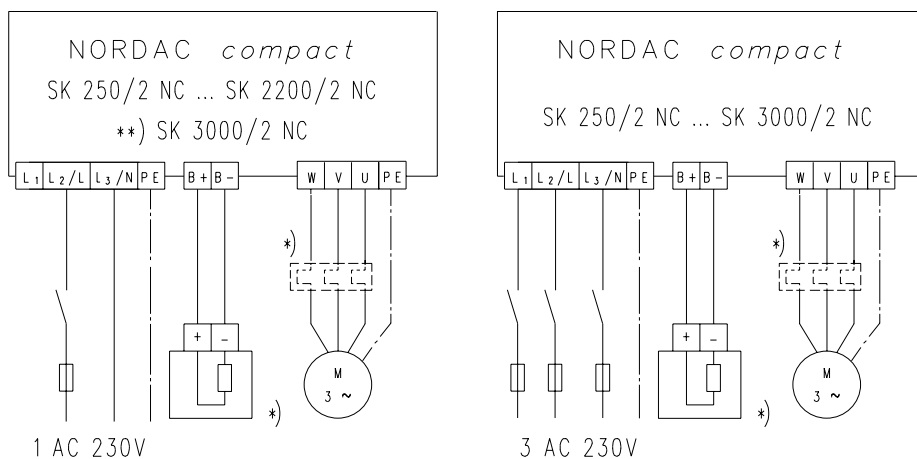 NORDAC compact
SK 250/2 NC ... SK 2200/2 NC
**) SK 3000/2 NC
L1 L2/L L3/N PE B+ B- W V U PE
*)
+ -
M
3 ~
*)
1 AC 230V
NORDAC compact
SK 250/2 NC ... SK 3000/2 NC
L1 L2/L L3/N PE B+ B- W V U PE
*)
+ -
M
3 ~
*)
3 AC 230V